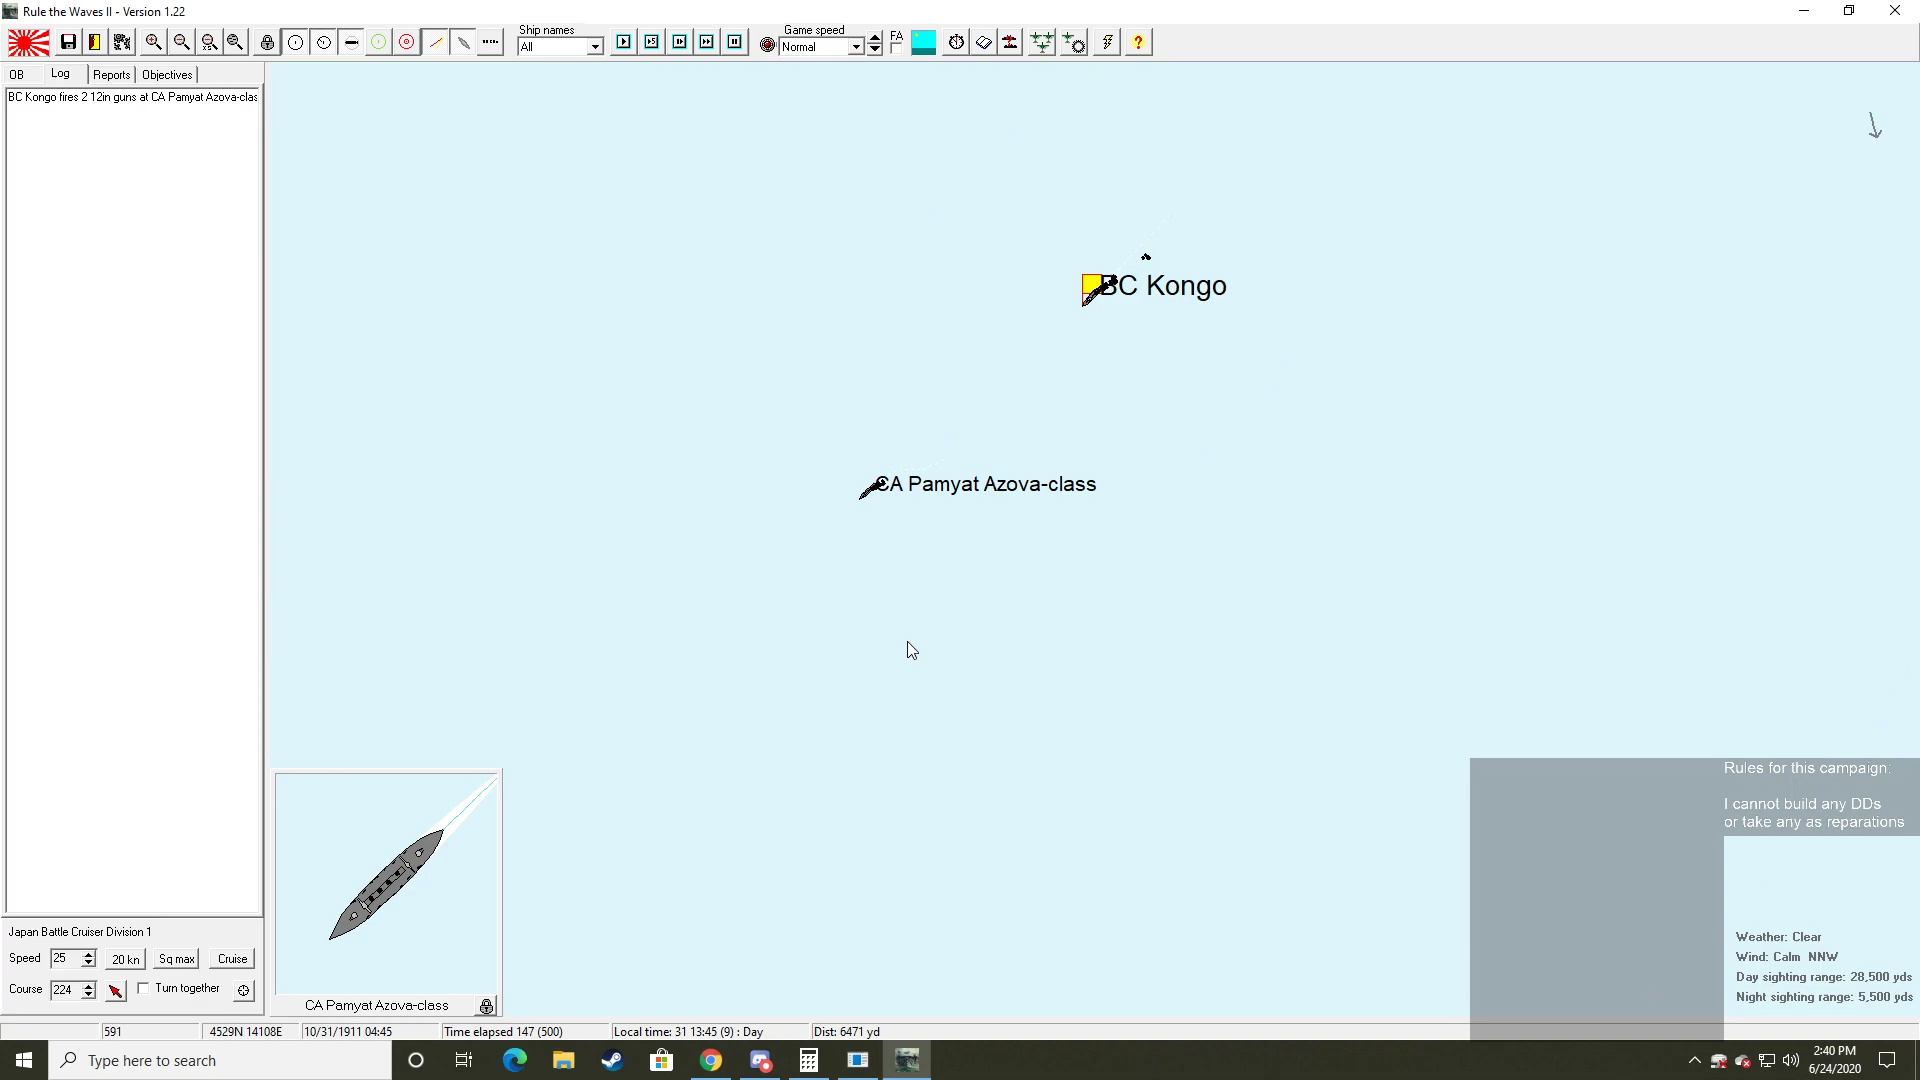 Rule the Waves II - Version 1.22
Ship names
All
Game speed
Normal
FA
OB
Log
Reports
Objectives
BC Kongo fires 2 12in guns at CA Pamyat Azova-clas
BC Kongo
CA Pamyat Azova-class
Rules for this campaign:
I cannot build any DDs
or take any as reparations
Weather: Clear
Wind: Calm NNW
Day sighting range: 28,500 yds
Night sighting range: 5,500 yds
Japan Battle Cruiser Division 1
Speed 25 20 kn Sq max Cruise
Course 224 Turn together
CA Pamyat Azova-class
591 4529N 14108E 10/31/1911 04:45 Time elapsed 147 (500) Local time: 31 13:45 (9) : Day Dist: 6471 yd
Type here to search
2:40 PM
6/24/2020